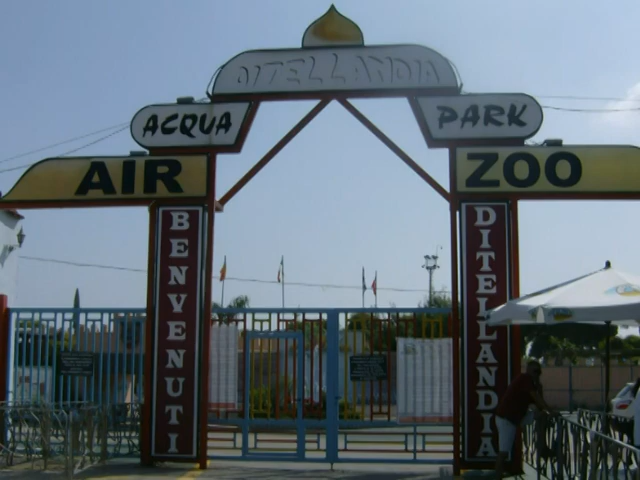 DITELLANDIA
ACQUA PARK
AIR ZOO
BENVENUTI
DITELLANDIA